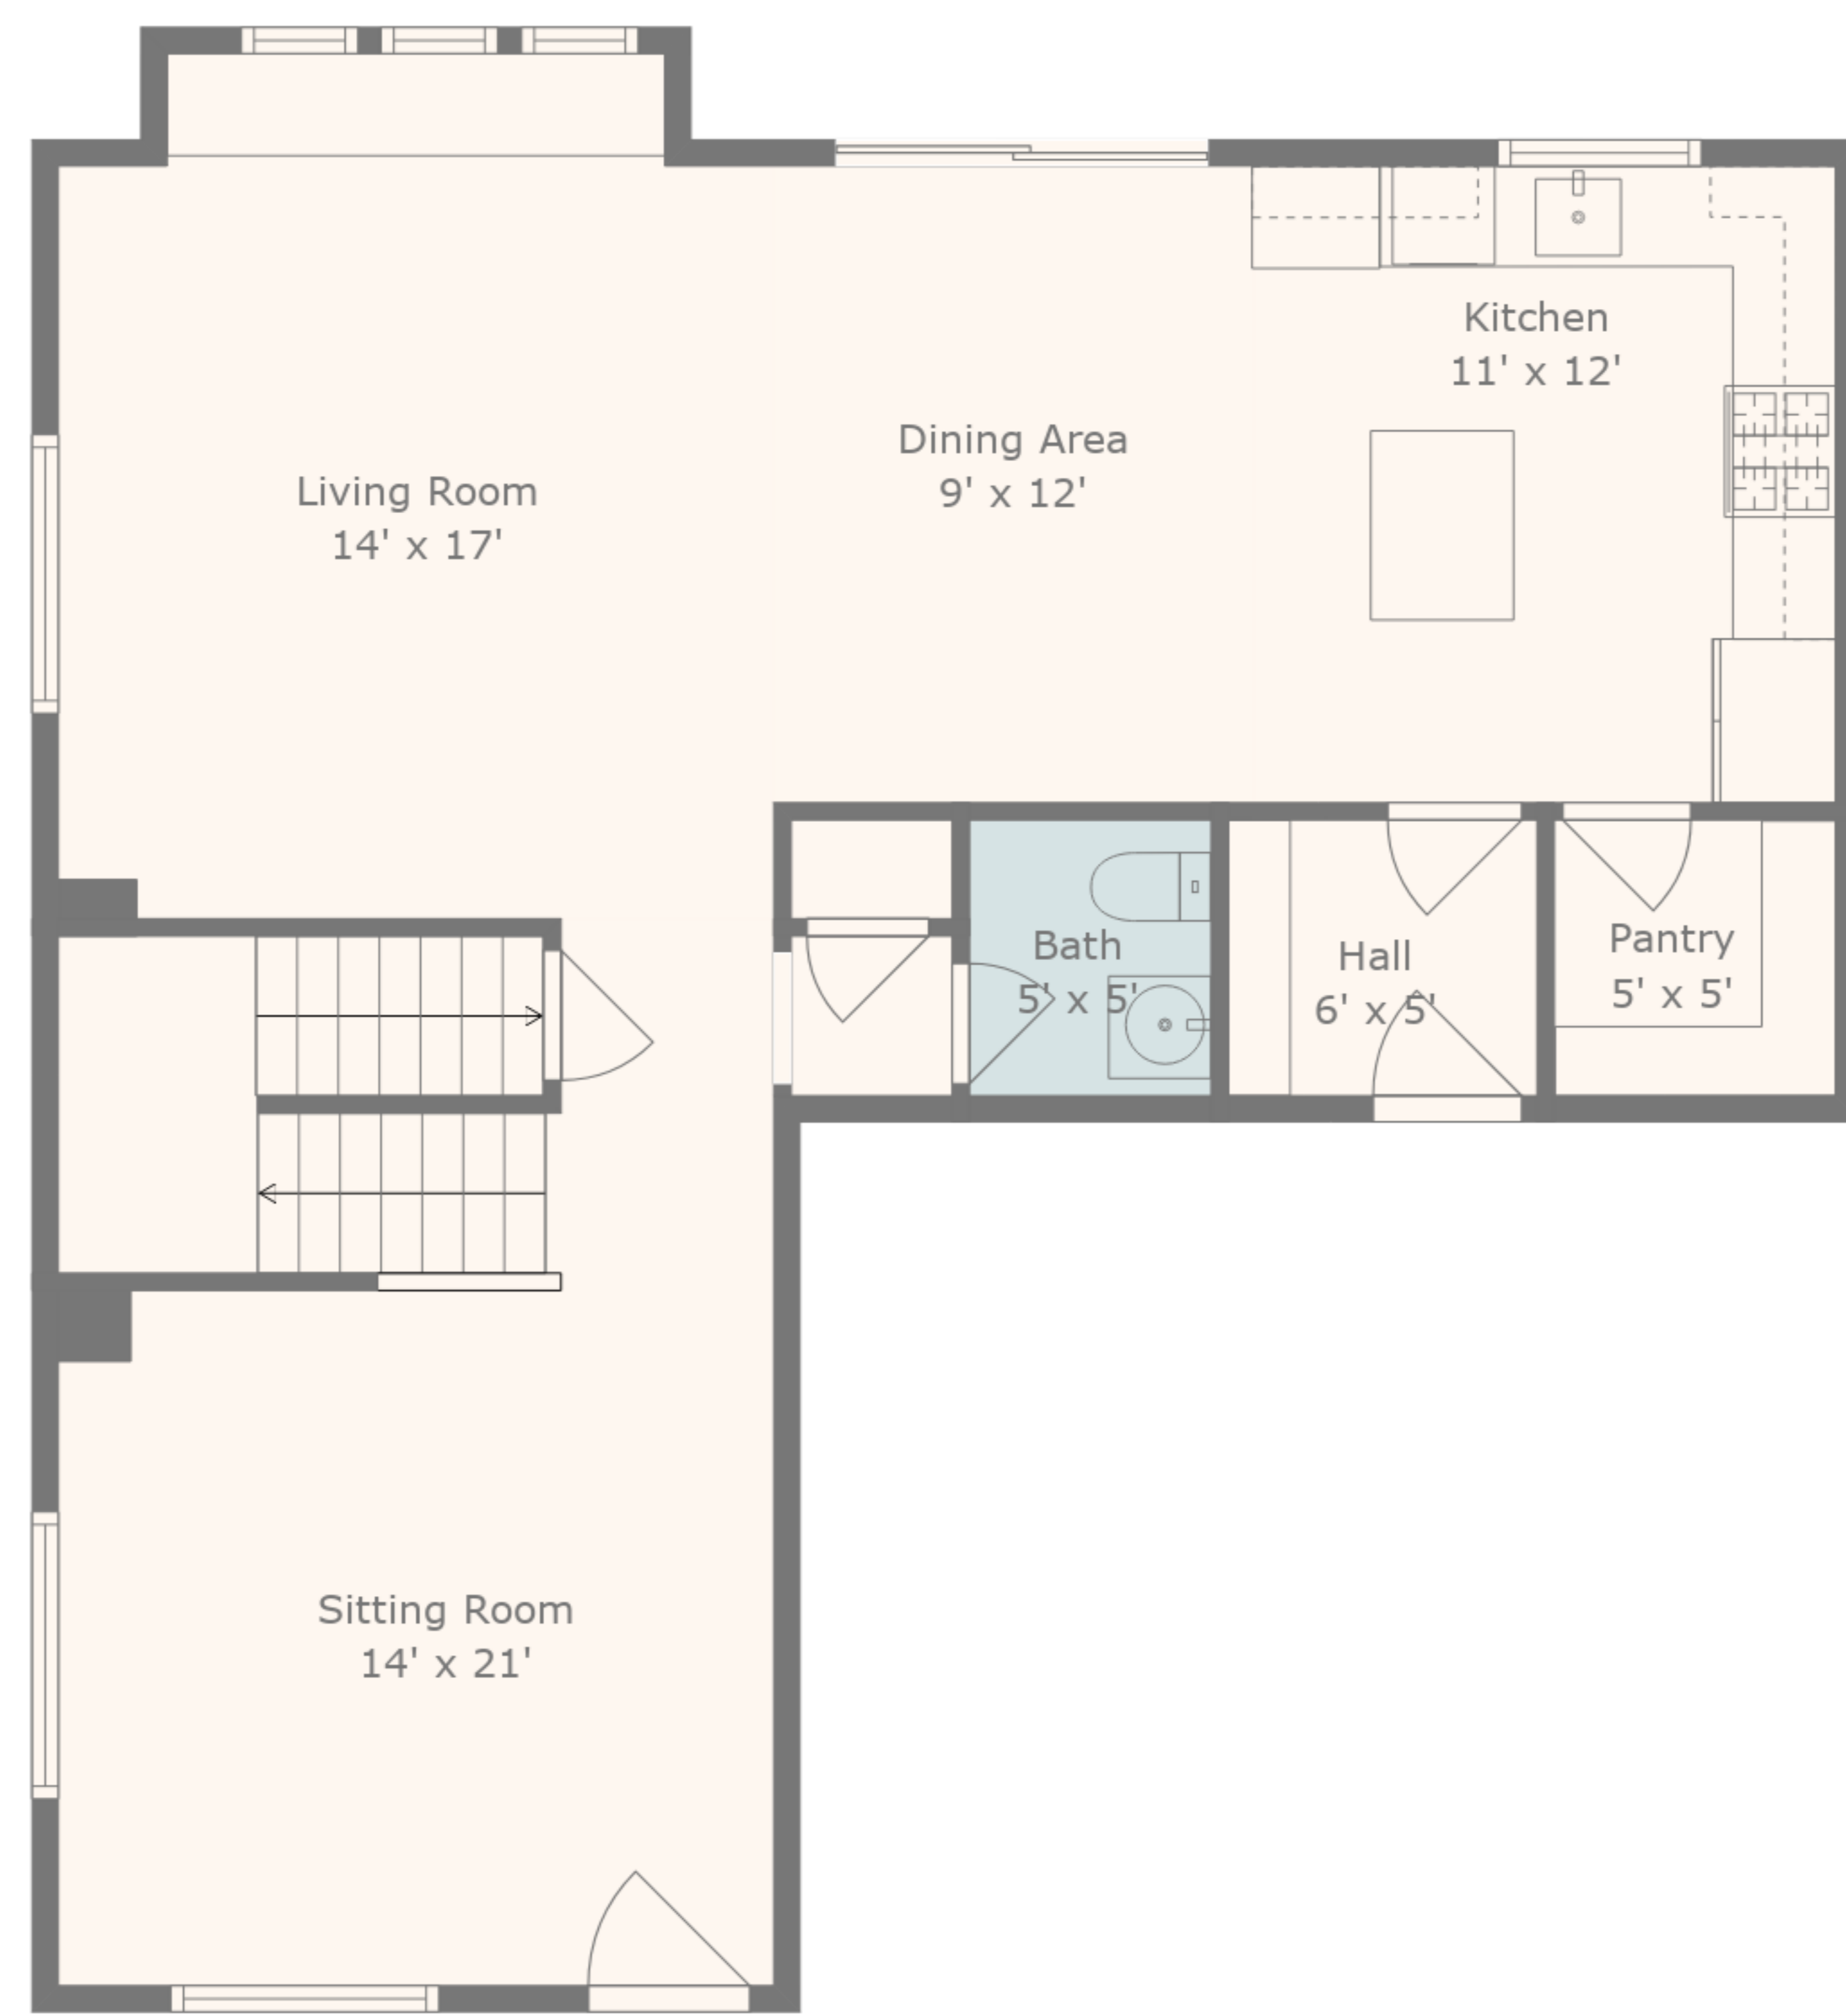 Kitchen
11' x 12'
Dining Area
9' x 12'
Living Room
14' x 17'
Bath
5' x 5'
Hall
6' x 5'
Pantry
5' x 5'
Sitting Room
14' x 21'